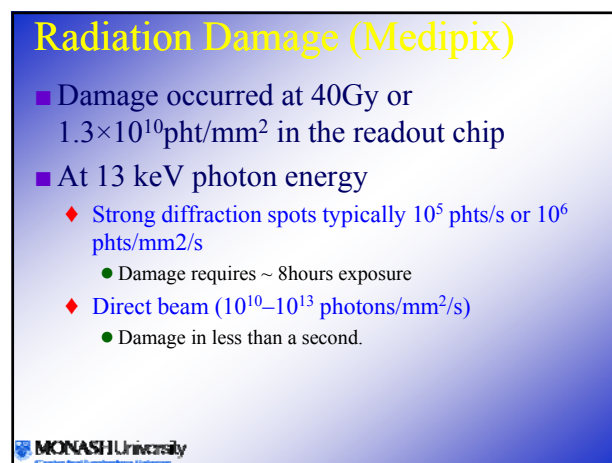 Radiation Damage (Medipix)
■ Damage occurred at 40Gy or
1.3×10¹⁰pht/mm² in the readout chip
■ At 13 keV photon energy
♦ Strong diffraction spots typically 10⁵ phts/s or 10⁶
phts/mm2/s
● Damage requires ~ 8hours exposure
♦ Direct beam (10¹⁰–10¹³ photons/mm²/s)
● Damage in less than a second.
MONASH University